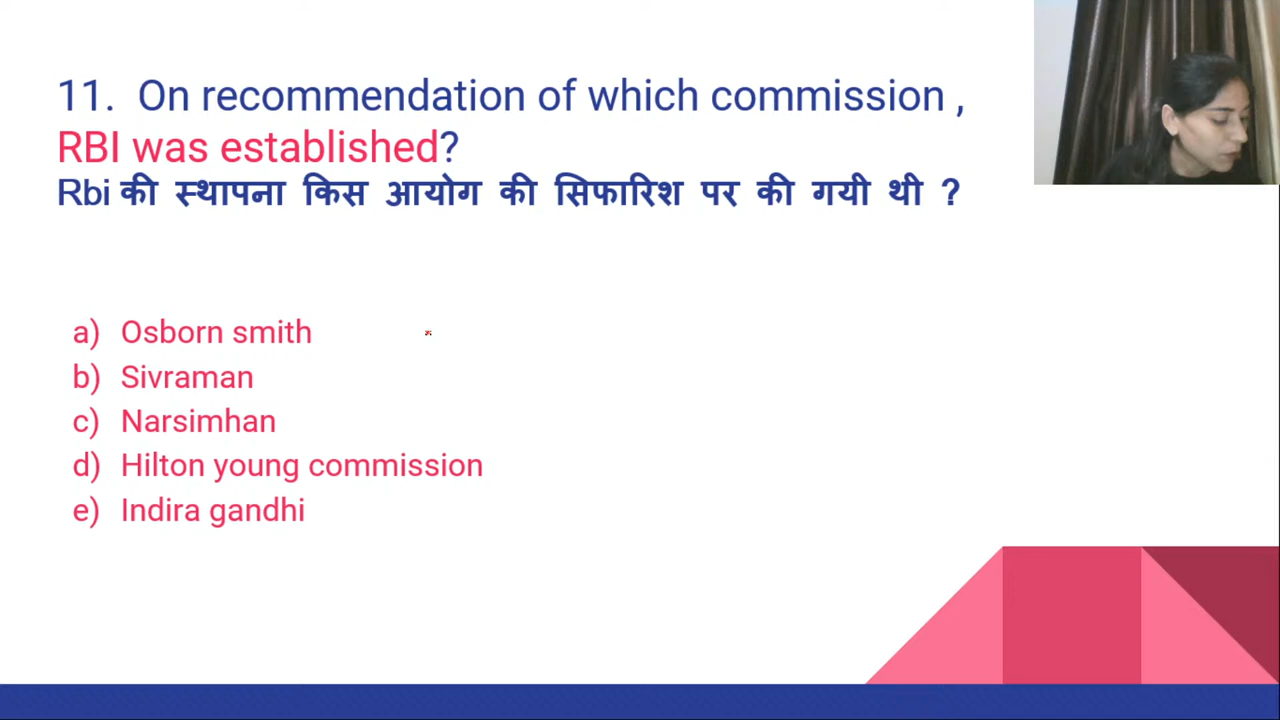 11. On recommendation of which commission ,
RBI was established?
Rbi की स्थापना किस आयोग की सिफारिश पर की गयी थी ?
a) Osborn smith
b) Sivraman
c) Narsimhan
d) Hilton young commission
e) Indira gandhi